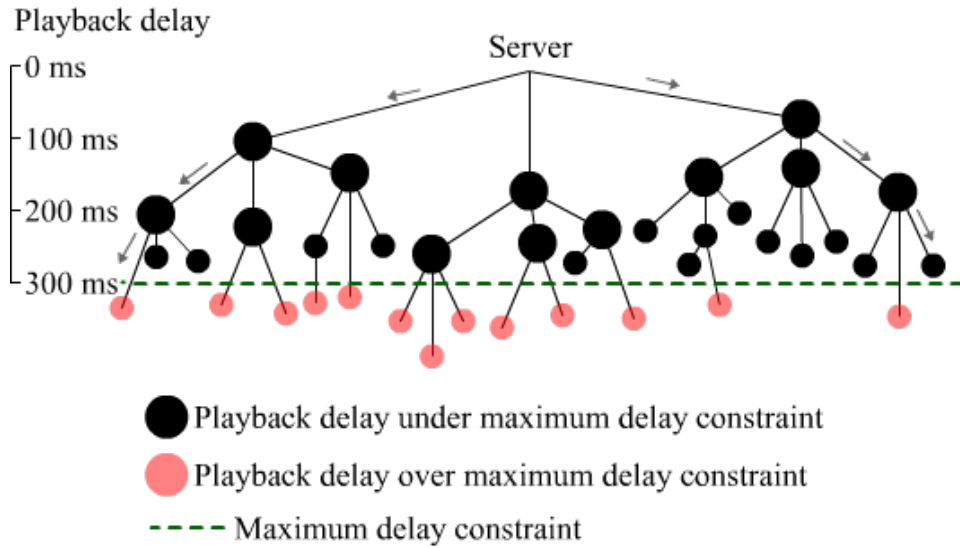 Playback delay
Server
0 ms
100 ms
200 ms
300 ms
Playback delay under maximum delay constraint
Playback delay over maximum delay constraint
Maximum delay constraint